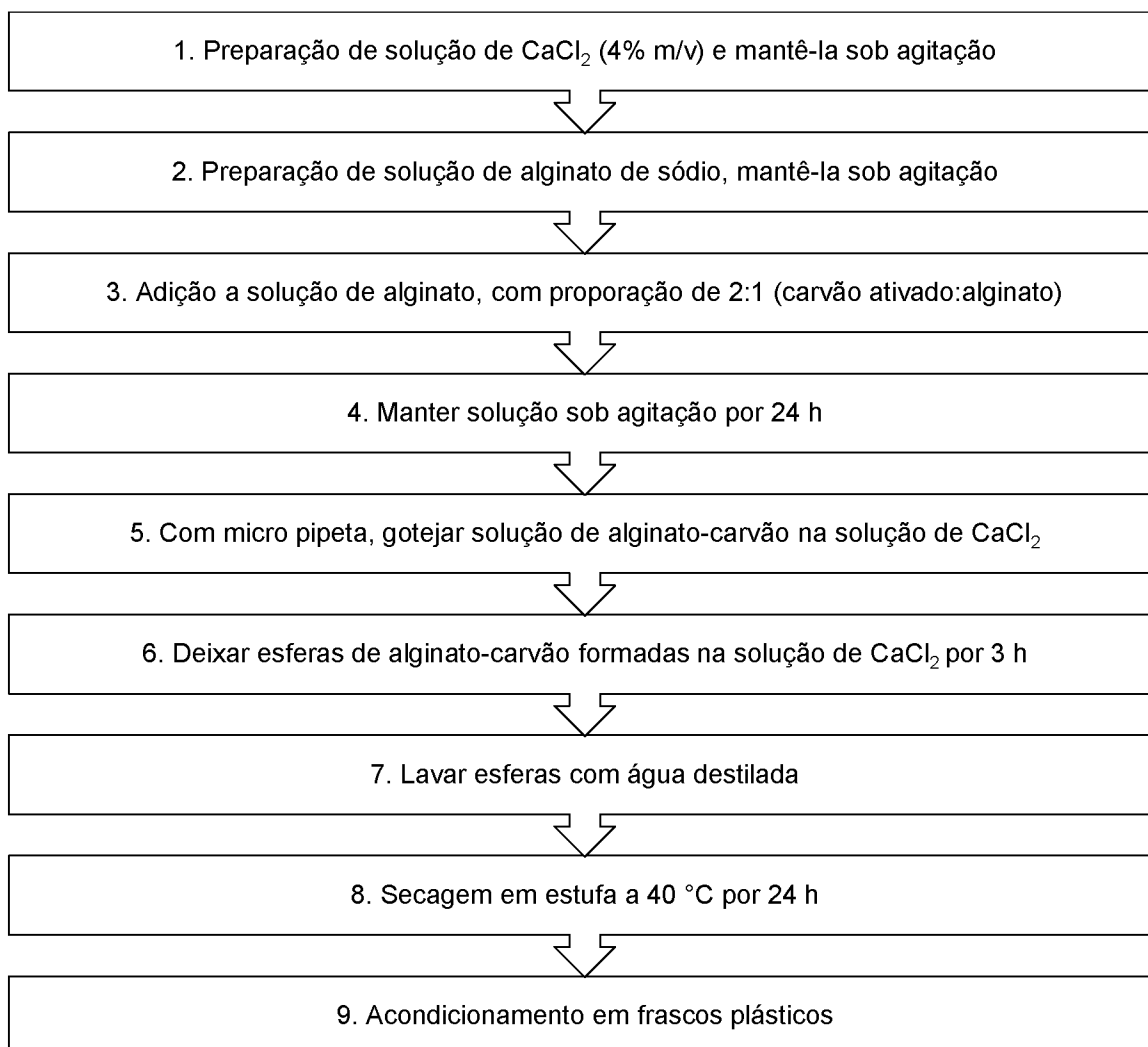 1. Preparação de solução de CaCl₂ (4% m/v) e mantê-la sob agitação
2. Preparação de solução de alginato de sódio, mantê-la sob agitação
3. Adição a solução de alginato, com proporação de 2:1 (carvão ativado:alginato)
4. Manter solução sob agitação por 24 h
5. Com micro pipeta, gotejar solução de alginato-carvão na solução de CaCl₂
6. Deixar esferas de alginato-carvão formadas na solução de CaCl₂ por 3 h
7. Lavar esferas com água destilada
8. Secagem em estufa a 40 °C por 24 h
9. Acondicionamento em frascos plásticos